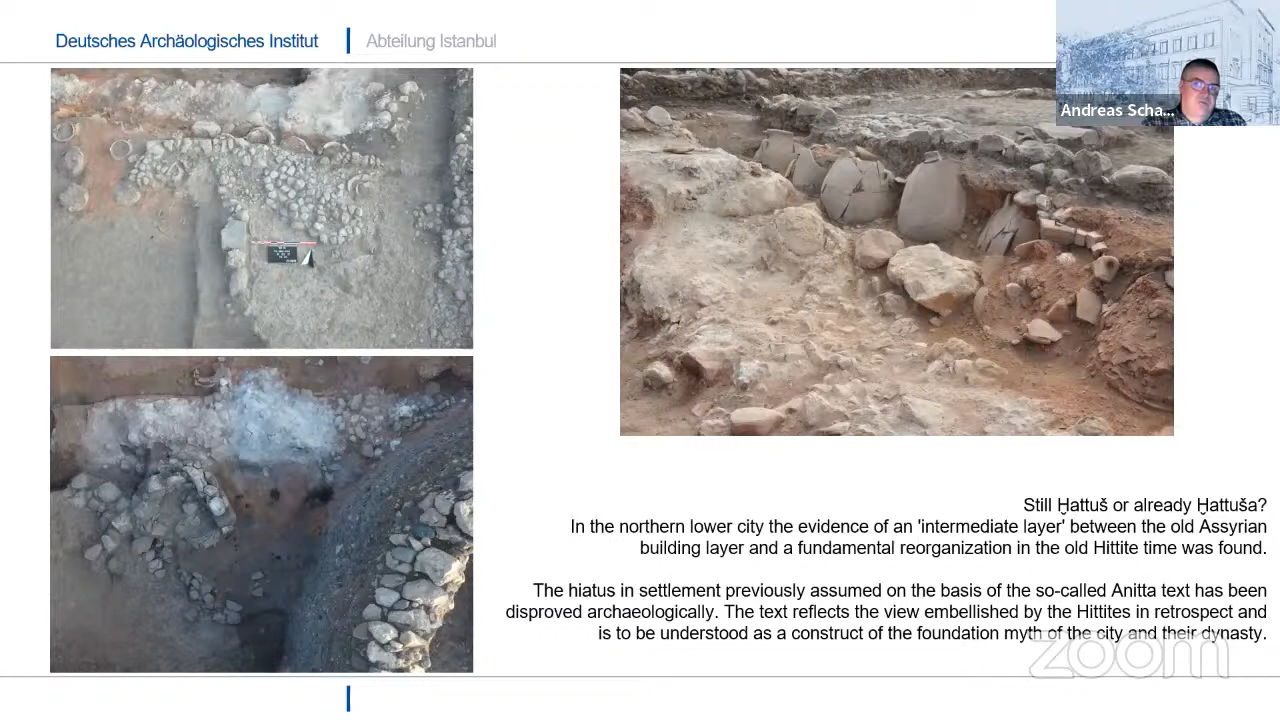 Deutsches Archäologisches Institut
Abteilung Istanbul
Andreas Scha...
Still Ḫattuš or already Ḫattuša?
In the northern lower city the evidence of an 'intermediate layer' between the old Assyrian
building layer and a fundamental reorganization in the old Hittite time was found.
The hiatus in settlement previously assumed on the basis of the so-called Anitta text has been
disproved archaeologically. The text reflects the view embellished by the Hittites in retrospect and
is to be understood as a construct of the foundation myth of the city and their dynasty.
zoom